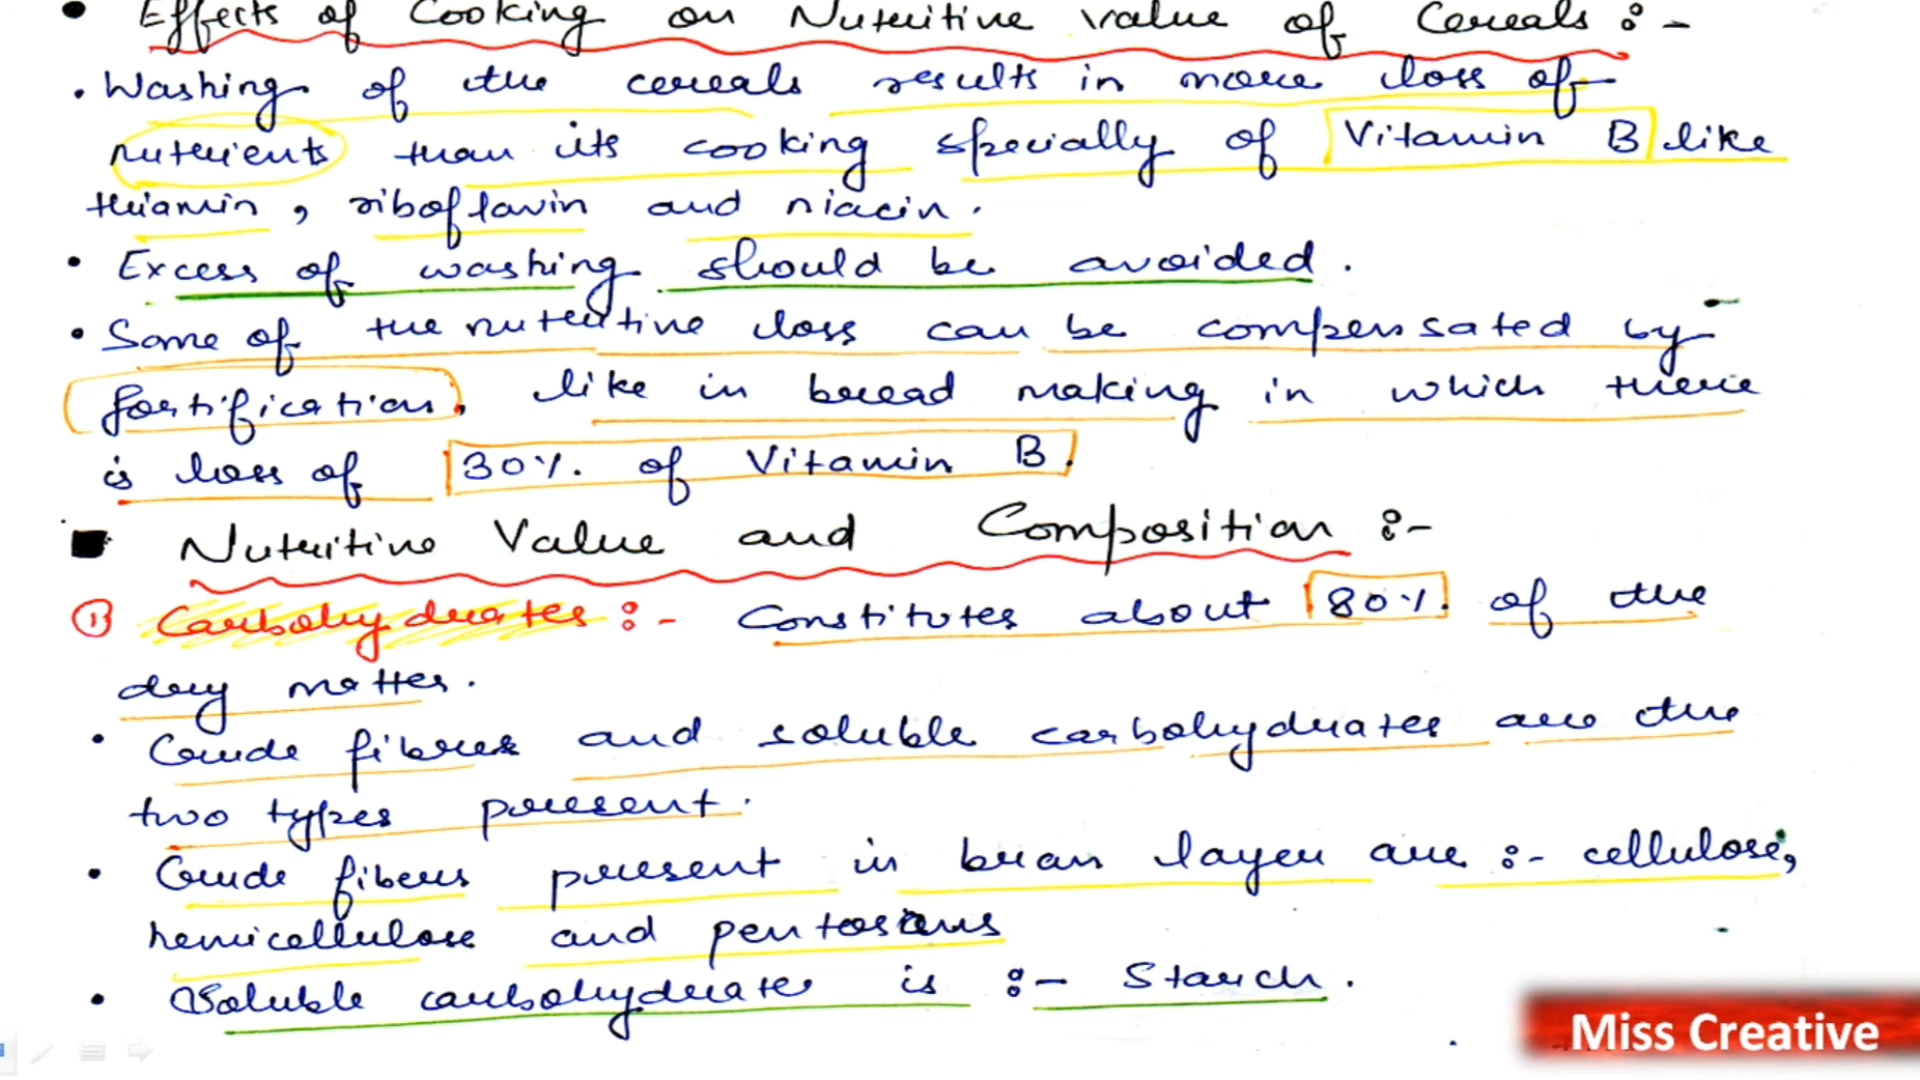 • Effects of Cooking on Nutritive value of Cereals :-
• Washing of the cereals results in more loss of
nutrients than its cooking specially of Vitamin B like
thiamin, riboflavin and niacin.
• Excess of washing should be avoided.
• Some of the nutritive loss can be compensated by
fortification, like in bread making in which there
is loss of 30% of Vitamin B.
■ Nutritive Value and Composition :-
① Carbohydrates :- Constitutes about 80% of the
dry matter.
• Crude fibres and soluble carbohydrates are the
two types present.
• Crude fibers present in bran layer are :- cellulose,
hemicellulose and pentosans
• Soluble carbohydrate is :- Starch.
Miss Creative